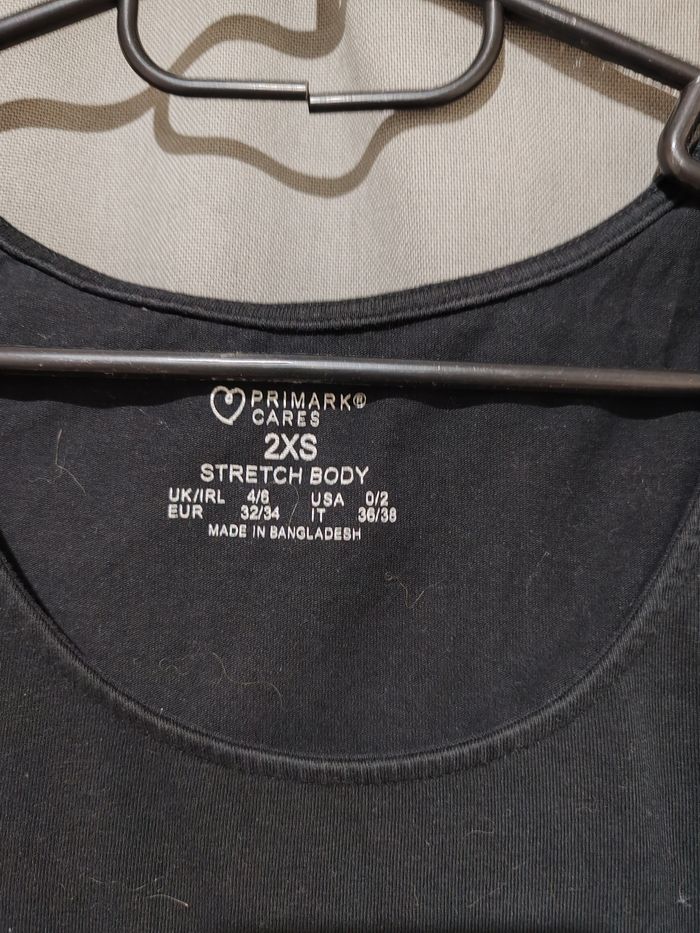 PRIMARK®
CARES
2XS
STRETCH BODY
UK/IRL 4/6 USA 0/2
EUR 32/34 IT 36/38
MADE IN BANGLADESH